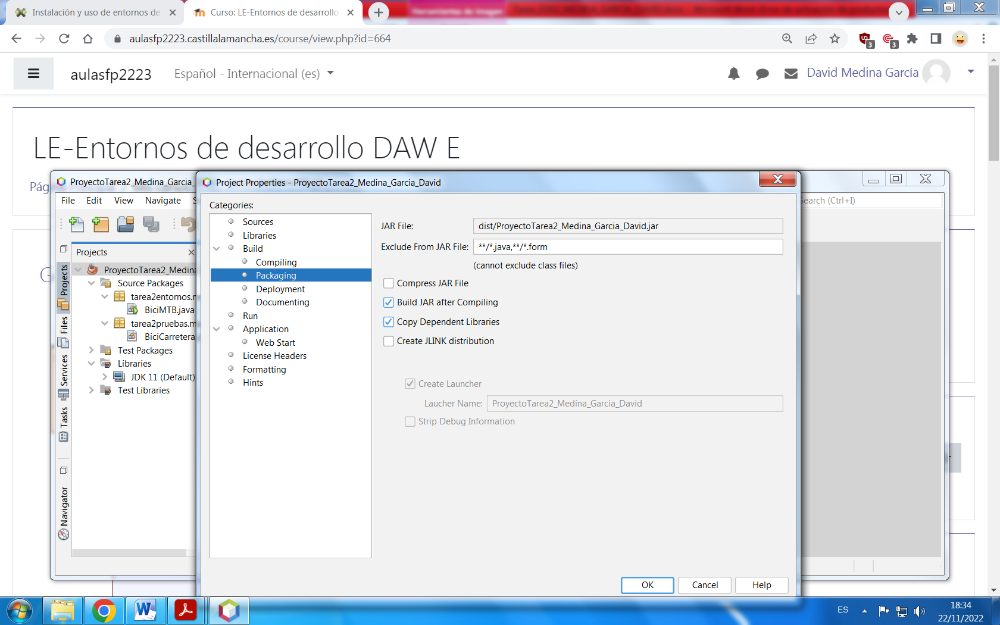 Instalación y uso de entornos de
Curso: LE-Entornos de desarrollo
aulasfp2223.castillalamancha.es/course/view.php?id=664
3
3
aulasfp2223
Español - Internacional (es)
David Medina García
LE-Entornos de desarrollo DAW E
Pág
ProyectoTarea2_Medina_Garcia_
Project Properties - ProyectoTarea2_Medina_Garcia_David
File Edit View Navigate S
Search (Ctrl+I)
Projects
ProyectoTarea2_Medina
Source Packages
tarea2entornos.m
BiciMTB.java
tarea2pruebas.m
BiciCarretera
Test Packages
Libraries
JDK 11 (Default)
Test Libraries
Projects
Files
Services
Tasks
Navigator
Categories:
Sources
Libraries
Build
Compiling
Packaging
Deployment
Documenting
Run
Application
Web Start
License Headers
Formatting
Hints
JAR File: dist/ProyectoTarea2_Medina_Garcia_David.jar
Exclude From JAR File: **/*.java,**/*.form
(cannot exclude class files)
Compress JAR File
Build JAR after Compiling
Copy Dependent Libraries
Create JLINK distribution
Create Launcher
Laucher Name: ProyectoTarea2_Medina_Garcia_David
Strip Debug Information
OK Cancel Help
ES
18:34
22/11/2022